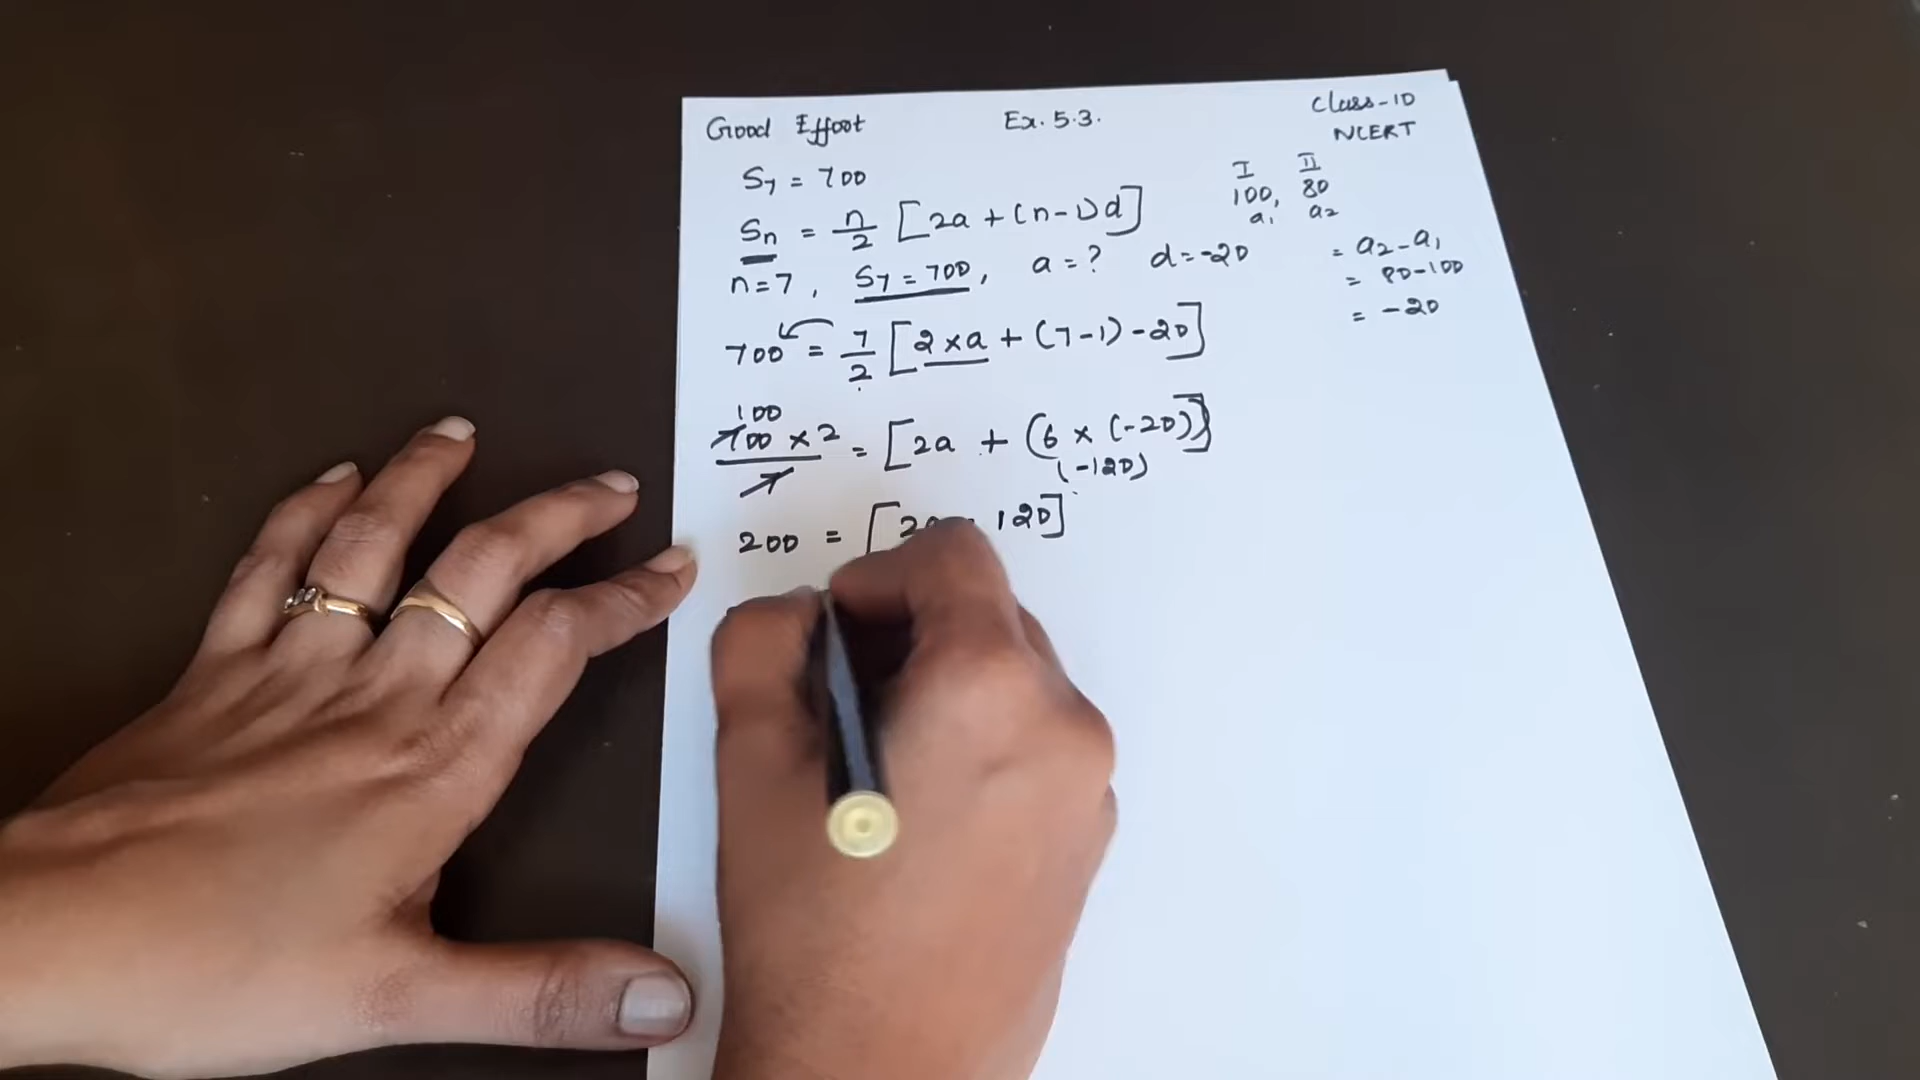 Good Effort Ex. 5.3. Class-10
NCERT
S7 = 700
I II
100, 80
a1 a2
Sn = n/2 [2a + (n-1)d]
n=7, S7 = 700, a = ? d = -20
= a2 - a1
= 80-100
= -20
700 = 7/2 [2×a + (7-1) -20]
100
700 × 2 / 7 = [2a + (6 × (-20))]
(-120)
200 = [2a - 120]